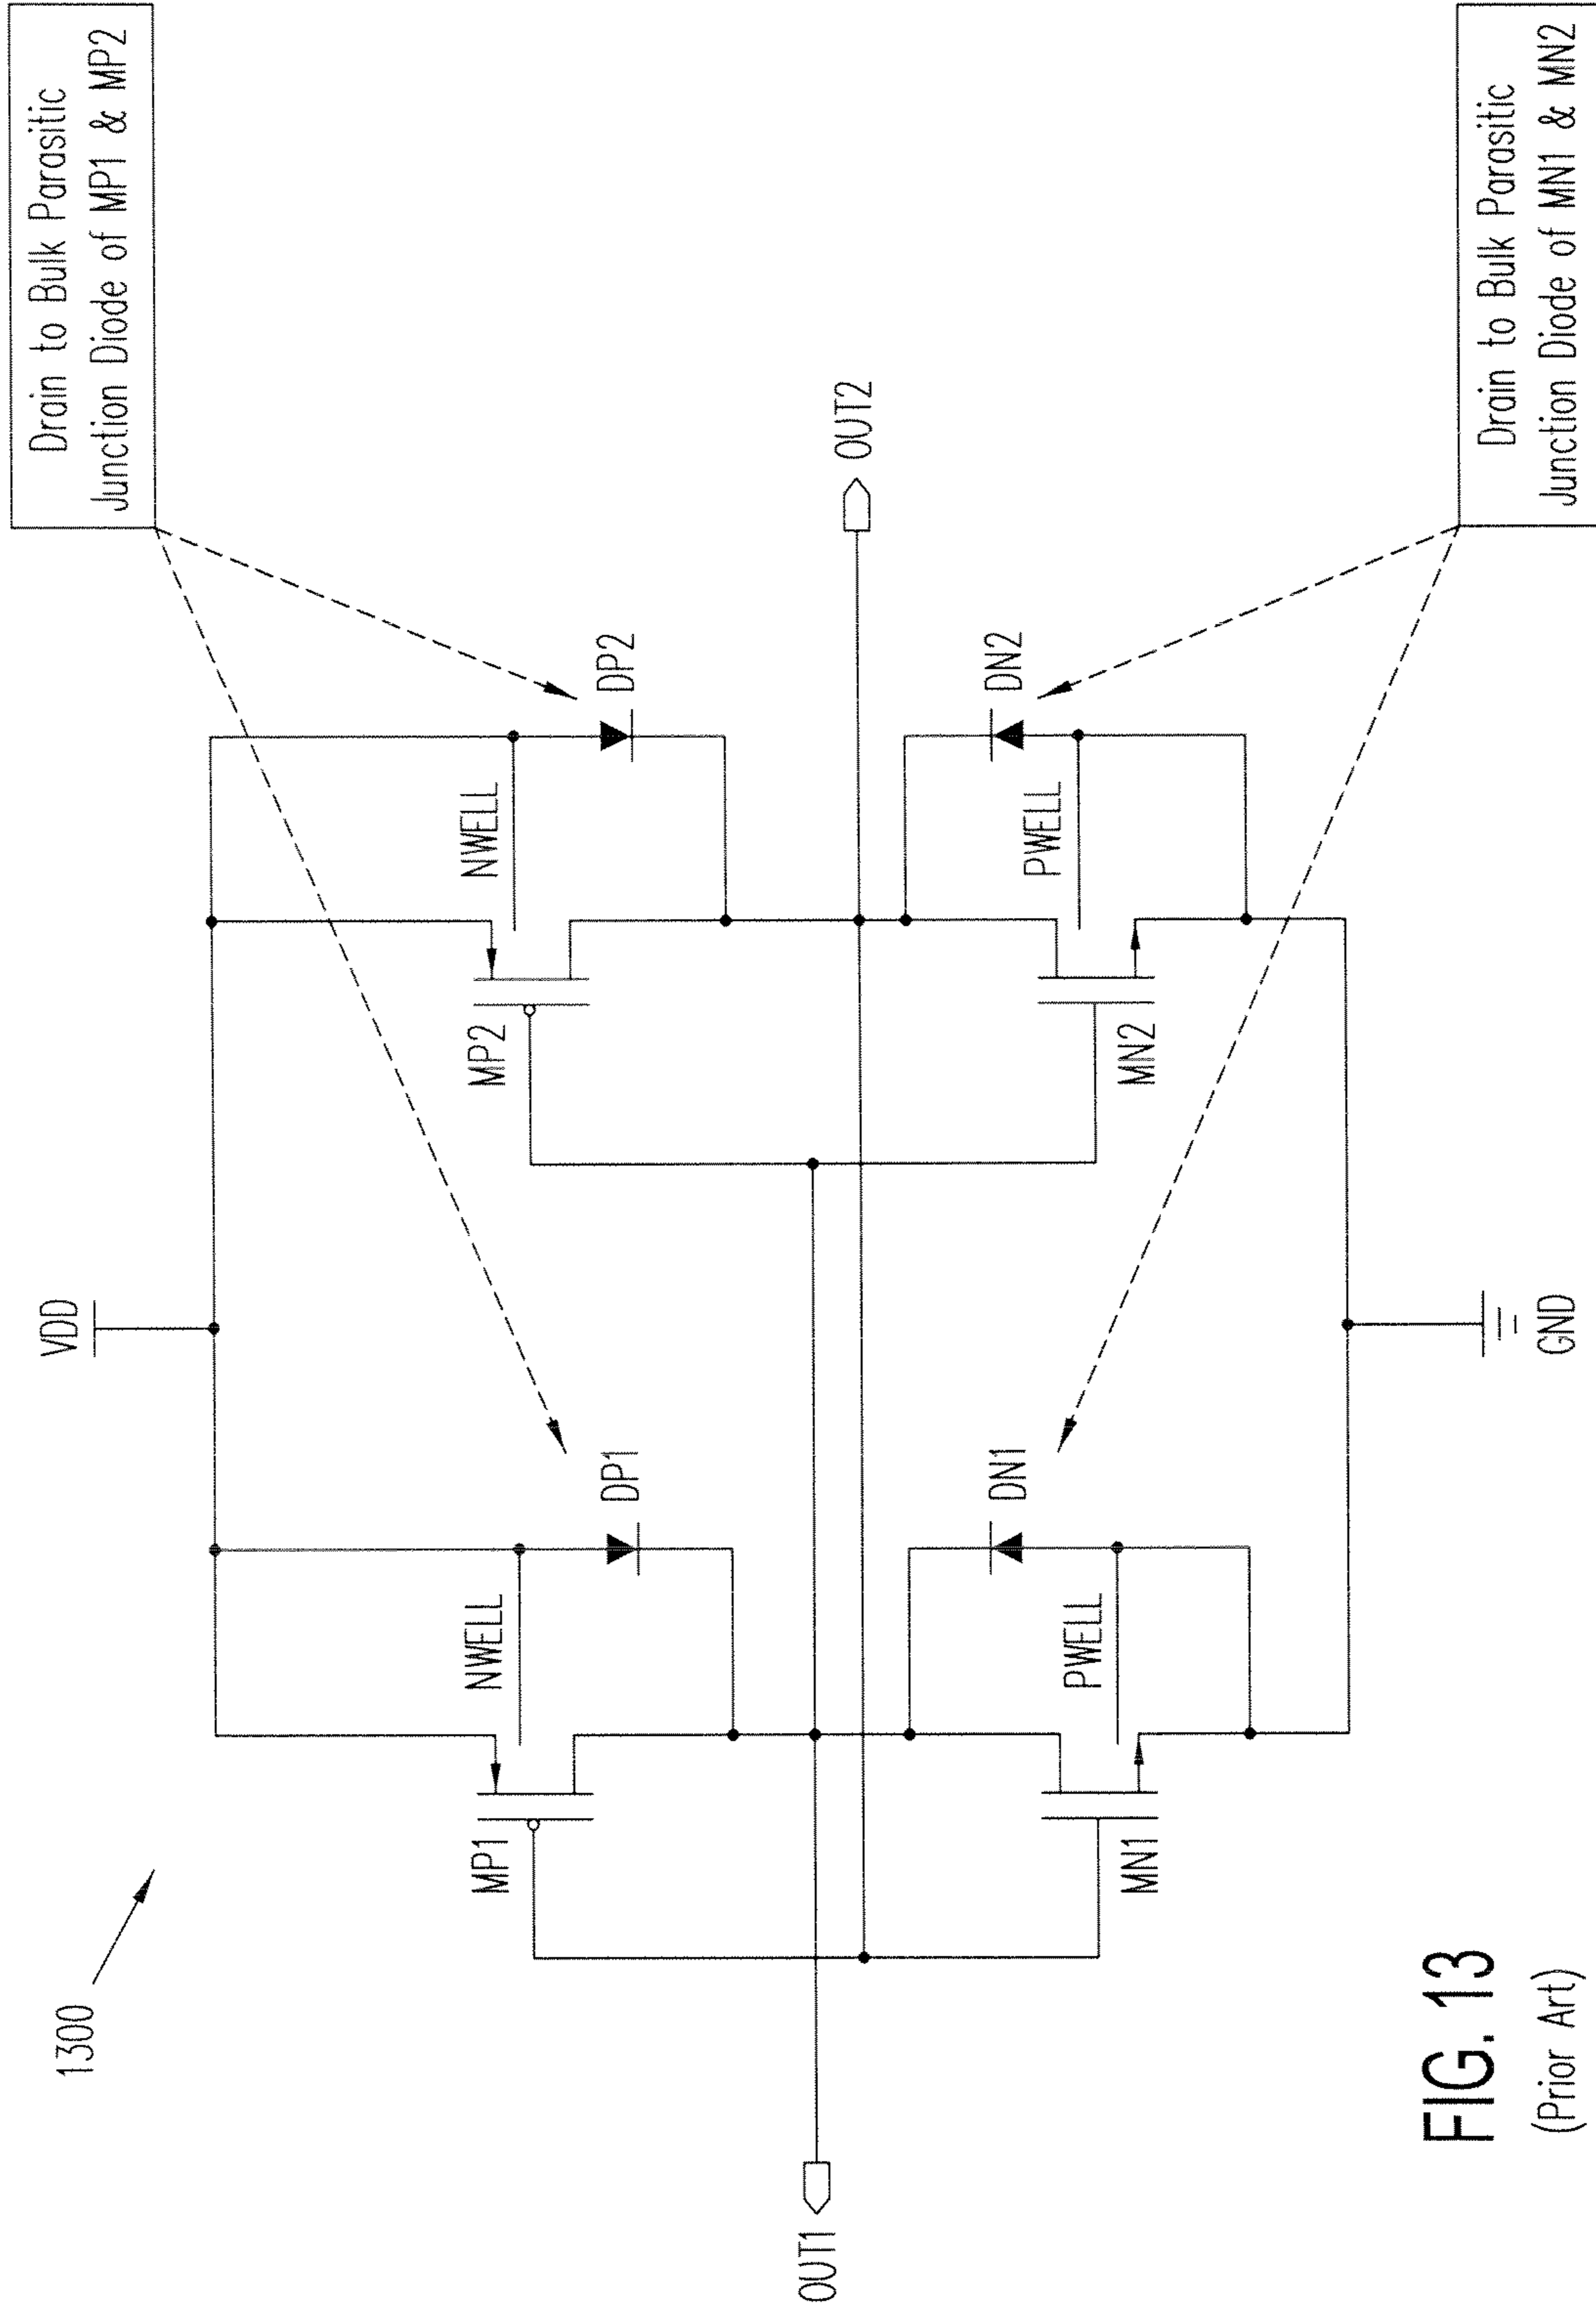 1300
VDD
Drain to Bulk Parasitic
Junction Diode of MP1 & MP2
MP1
NWELL
DP1
MP2
NWELL
DP2
OUT1
OUT2
MN1
PWELL
DN1
MN2
PWELL
DN2
GND
Drain to Bulk Parasitic
Junction Diode of MN1 & MN2
FIG. 13
(Prior Art)